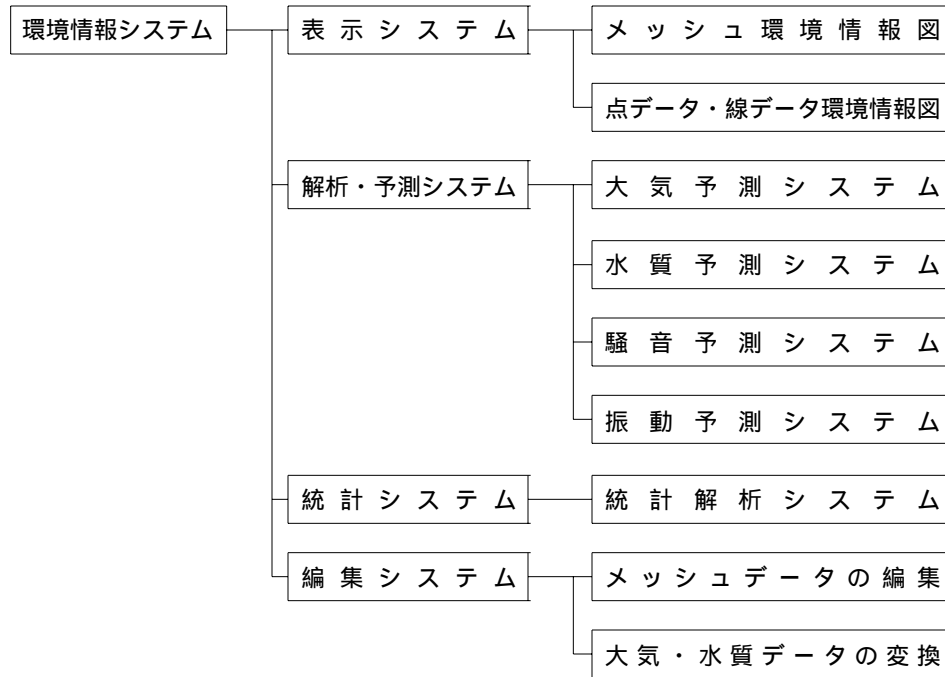 環境情報システム
表示システム
メッシュ環境情報図
点データ・線データ環境情報図
解析・予測システム
大気予測システム
水質予測システム
騒音予測システム
振動予測システム
統計システム
統計解析システム
編集システム
メッシュデータの編集
大気・水質データの変換